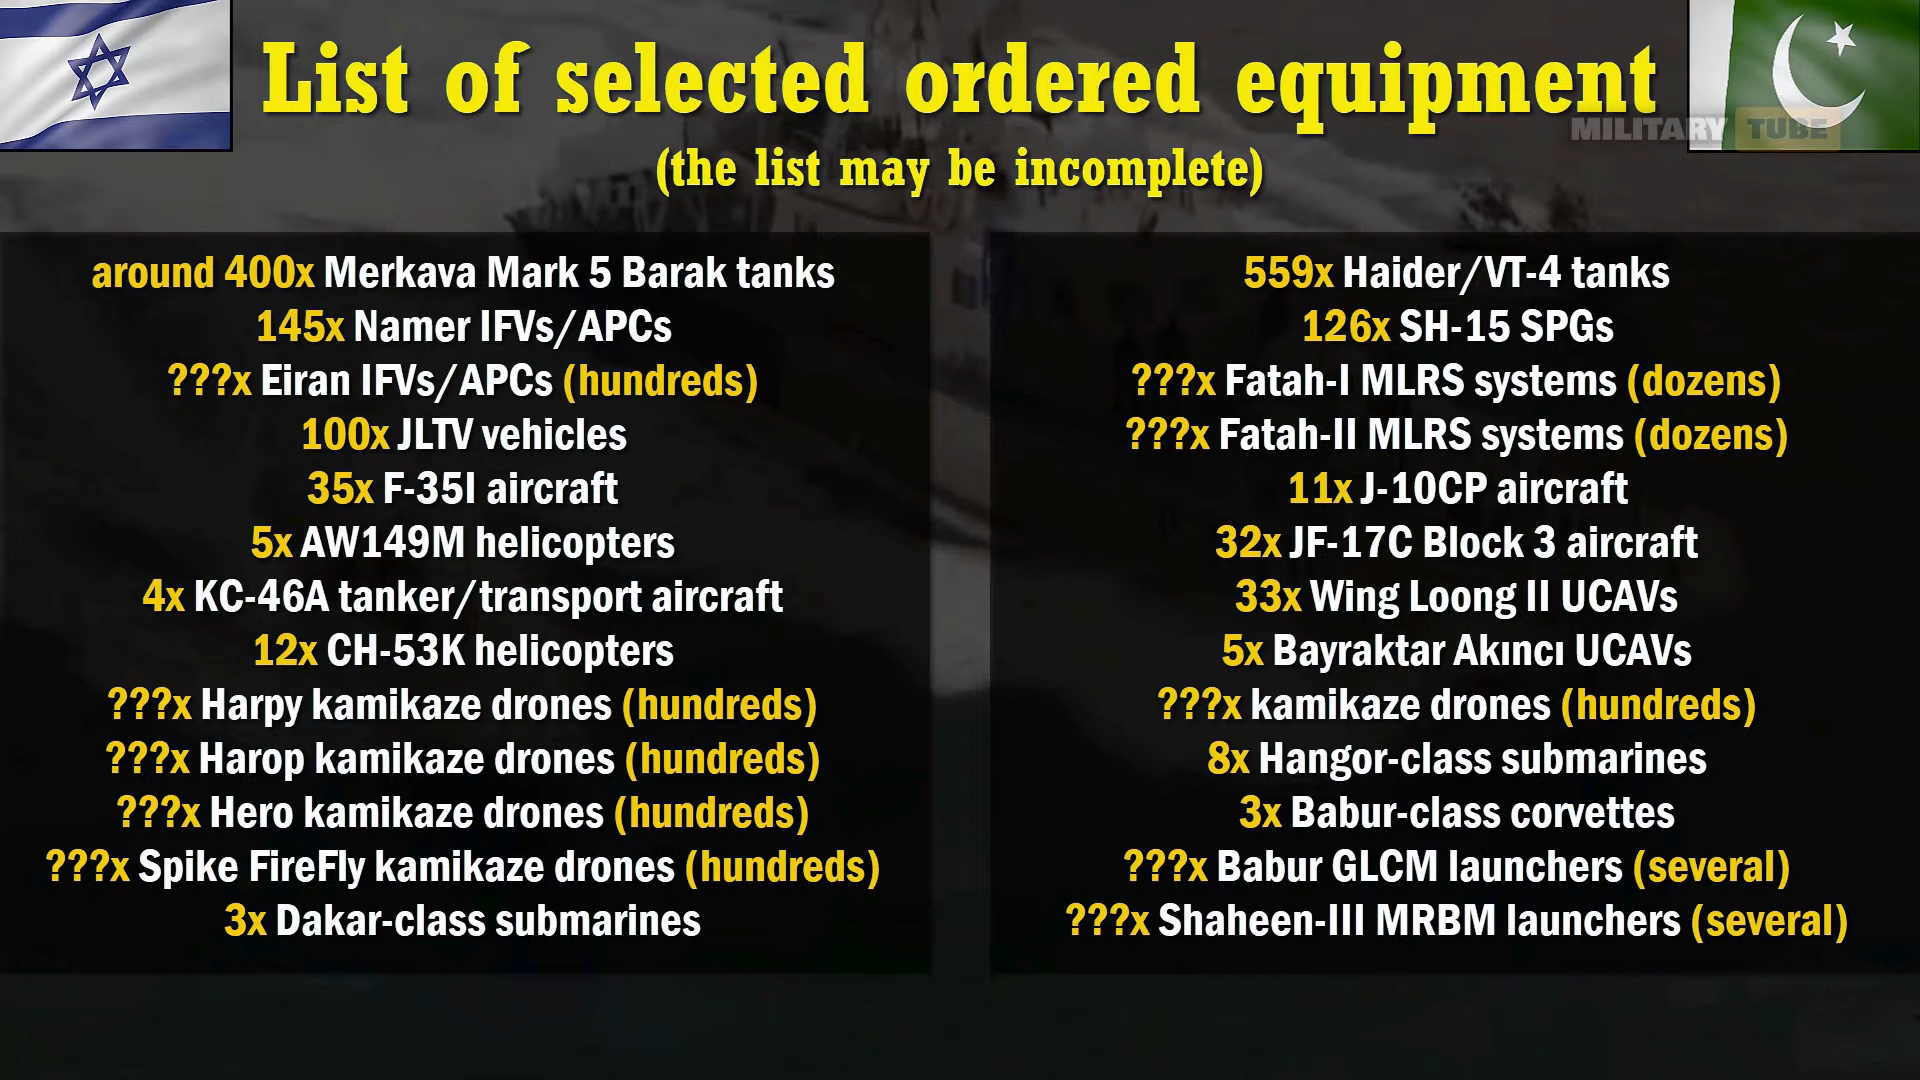 List of selected ordered equipment
MILITARY TUBE
(the list may be incomplete)
around 400x Merkava Mark 5 Barak tanks
145x Namer IFVs/APCs
???x Eiran IFVs/APCs (hundreds)
100x JLTV vehicles
35x F-35I aircraft
5x AW149M helicopters
4x KC-46A tanker/transport aircraft
12x CH-53K helicopters
???x Harpy kamikaze drones (hundreds)
???x Harop kamikaze drones (hundreds)
???x Hero kamikaze drones (hundreds)
???x Spike FireFly kamikaze drones (hundreds)
3x Dakar-class submarines
559x Haider/VT-4 tanks
126x SH-15 SPGs
???x Fatah-I MLRS systems (dozens)
???x Fatah-II MLRS systems (dozens)
11x J-10CP aircraft
32x JF-17C Block 3 aircraft
33x Wing Loong II UCAVs
5x Bayraktar Akıncı UCAVs
???x kamikaze drones (hundreds)
8x Hangor-class submarines
3x Babur-class corvettes
???x Babur GLCM launchers (several)
???x Shaheen-III MRBM launchers (several)